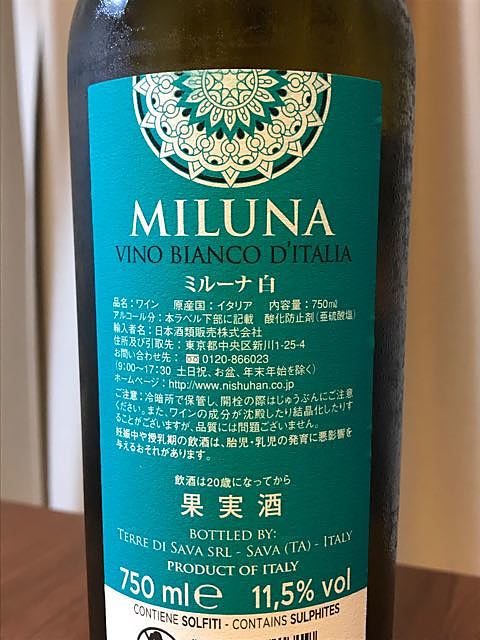 MILUNA
VINO BIANCO D'ITALIA
ミルーナ 白
品名：ワイン　原産国：イタリア　内容量：750㎖
アルコール分：本ラベル下部に記載　酸化防止剤（亜硫酸塩）
輸入者名：日本酒類販売株式会社
住所及び引取先：東京都中央区新川1-25-4
お問い合わせ先：0120-866023
(9：00～17：30 土日祝、お盆、年末年始を除く)
ホームページ：http://www.nishuhan.co.jp
ご注意：冷暗所で保管し、開栓の際はじゅうぶんにご注意
ください。また、ワインの成分が沈殿したり結晶化したりす
ることがございますが、品質には問題ございません。
妊娠中や授乳期の飲酒は、胎児・乳児の発育に悪影響を
与えるおそれがあります。
飲酒は20歳になってから
果実酒
BOTTLED BY:
TERRE DI SAVA SRL - SAVA (TA) - ITALY
PRODUCT OF ITALY
750 ml e 11,5% vol
CONTIENE SOLFITI - CONTAINS SULPHITES